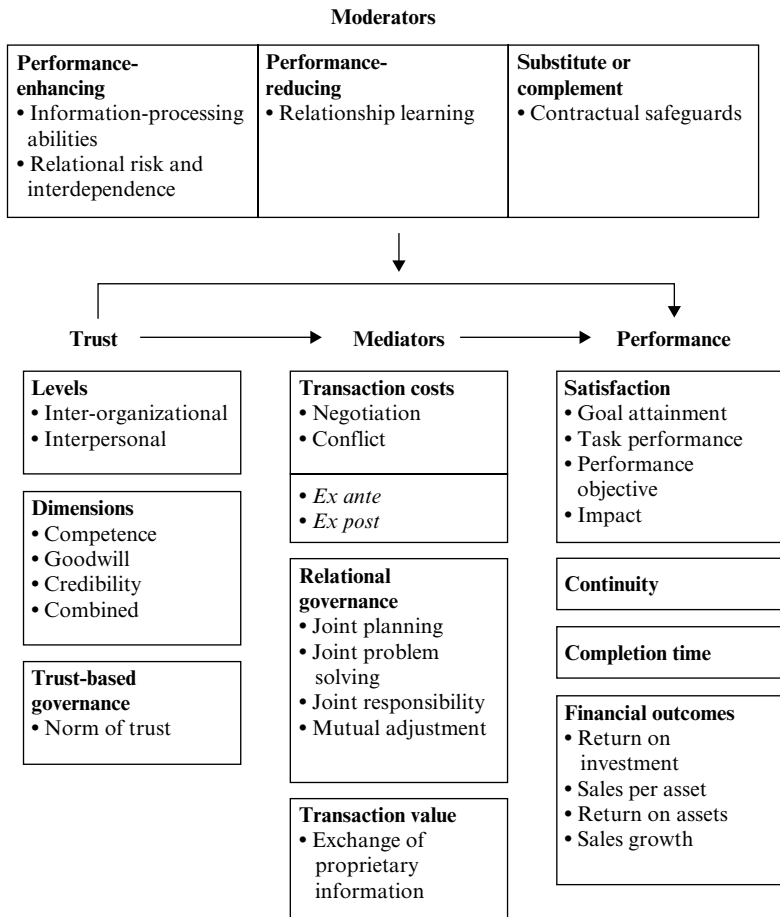 Moderators
Performance-
enhancing
• Information-processing
abilities
• Relational risk and
interdependence
Performance-
reducing
• Relationship learning
Substitute or
complement
• Contractual safeguards
Trust
Mediators
Performance
Levels
• Inter-organizational
• Interpersonal
Dimensions
• Competence
• Goodwill
• Credibility
• Combined
Trust-based
governance
• Norm of trust
Transaction costs
• Negotiation
• Conflict
• Ex ante
• Ex post
Relational
governance
• Joint planning
• Joint problem
solving
• Joint responsibility
• Mutual adjustment
Transaction value
• Exchange of
proprietary
information
Satisfaction
• Goal attainment
• Task performance
• Performance
objective
• Impact
Continuity
Completion time
Financial outcomes
• Return on
investment
• Sales per asset
• Return on assets
• Sales growth